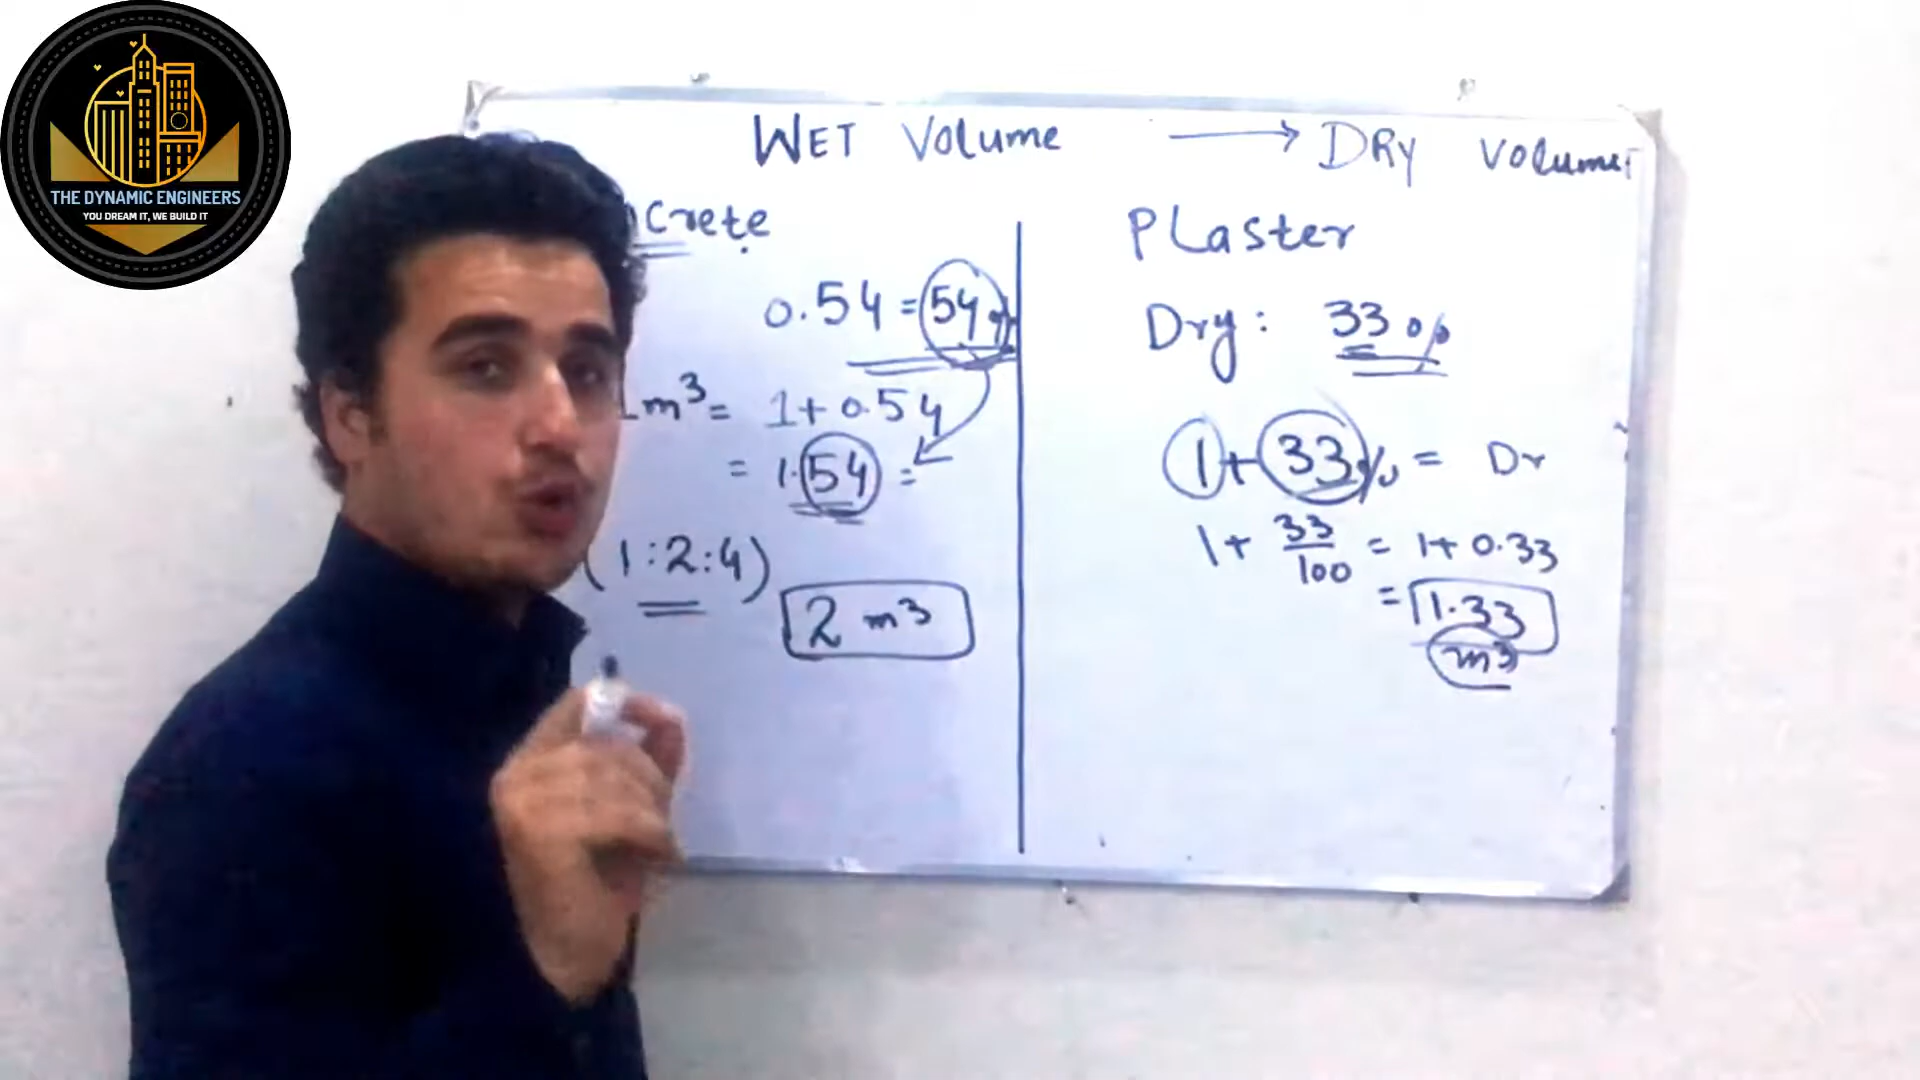 THE DYNAMIC ENGINEERS
YOU DREAM IT, WE BUILD IT
WET Volume → DRy Volume
crete
0.54 = 54%
1m³ = 1+0.54
= 1.54 =
(1:2:4)
2 m³
Plaster
Dry: 33%
1+33% = Dr
1+ 33/100 = 1+0.33
= 1.33
m³